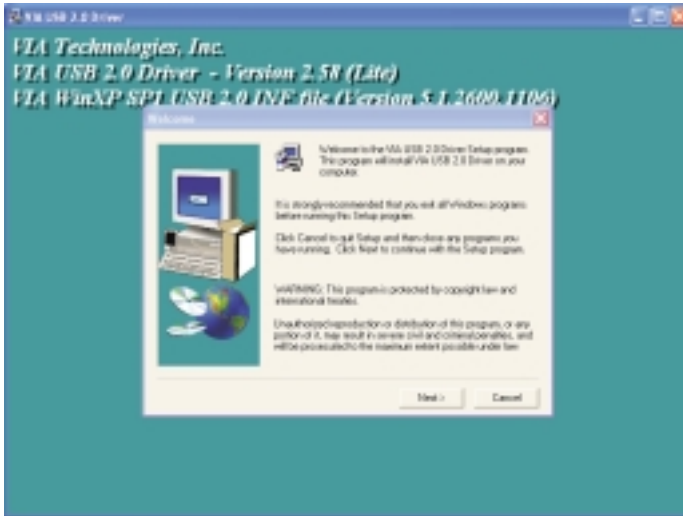 VIA USB 2.0 Driver
VIA Technologies, Inc.
VIA USB 2.0 Driver - Version 2.58 (Lite)
VIA WinXP SP1 USB 2.0 INF file (Version 5.1.2600.1106)
Welcome
Welcome to the VIA USB 2.0 Driver Setup program.
This program will install VIA USB 2.0 Driver on your
computer.
It is strongly recommended that you exit all Windows programs
before running this Setup program.
Click Cancel to quit Setup and then close any programs you
have running. Click Next to continue with the Setup program.
WARNING: This program is protected by copyright law and
international treaties.
Unauthorized reproduction or distribution of this program, or any
portion of it, may result in severe civil and criminal penalties, and
will be prosecuted to the maximum extent possible under law.
Next >
Cancel